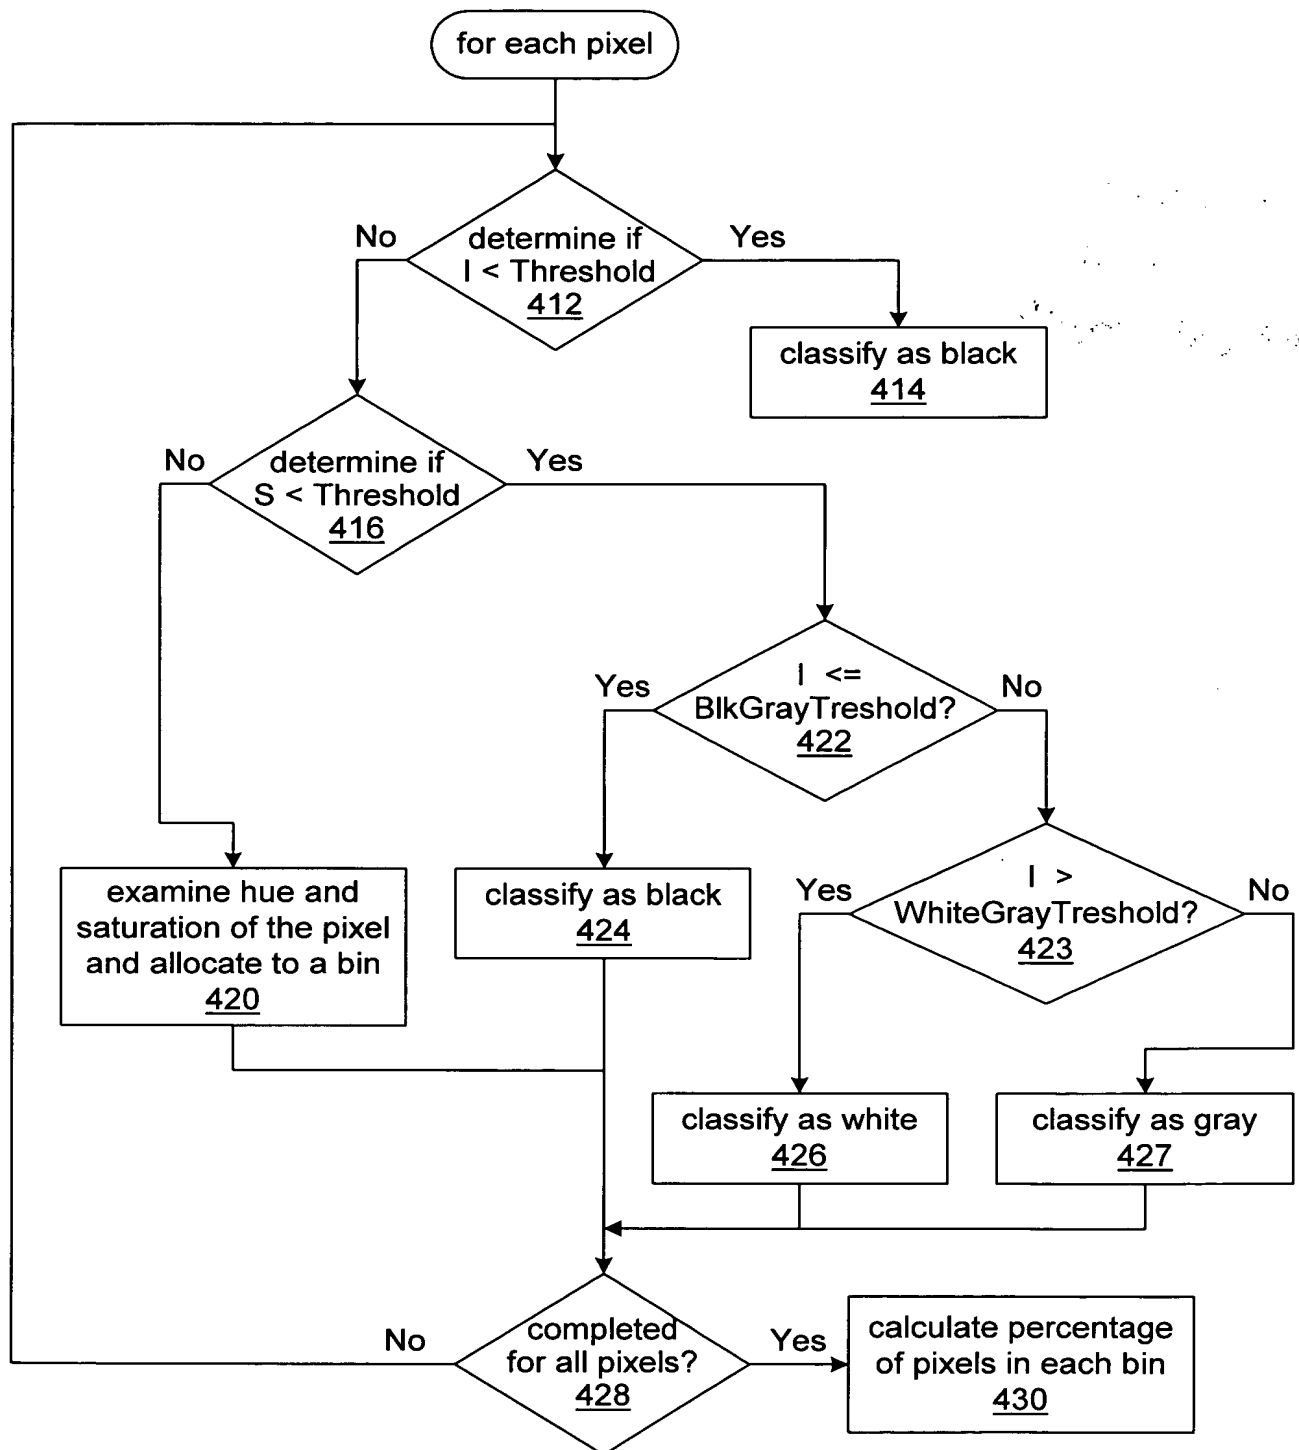 for each pixel
No
determine if
I < Threshold
412
Yes
classify as black
414
No
determine if
S < Threshold
416
Yes
Yes
I <=
BlkGrayTreshold?
422
No
examine hue and
saturation of the pixel
and allocate to a bin
420
classify as black
424
Yes
I >
WhiteGrayTreshold?
423
No
classify as white
426
classify as gray
427
No
completed
for all pixels?
428
Yes
calculate percentage
of pixels in each bin
430